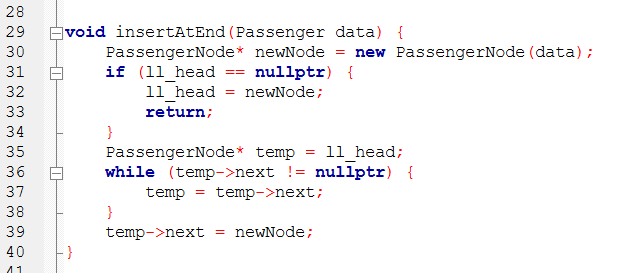 28
29 void insertAtEnd(Passenger data) {
30     PassengerNode* newNode = new PassengerNode(data);
31     if (ll_head == nullptr) {
32         ll_head = newNode;
33         return;
34     }
35     PassengerNode* temp = ll_head;
36     while (temp->next != nullptr) {
37         temp = temp->next;
38     }
39     temp->next = newNode;
40 }
41